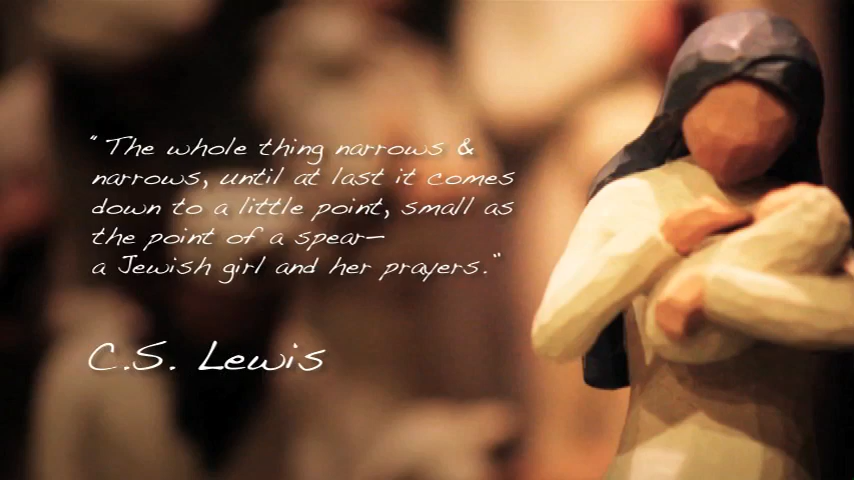 "The whole thing narrows &
narrows, until at last it comes
down to a little point, small as
the point of a spear—
a Jewish girl and her prayers."
C.S. Lewis